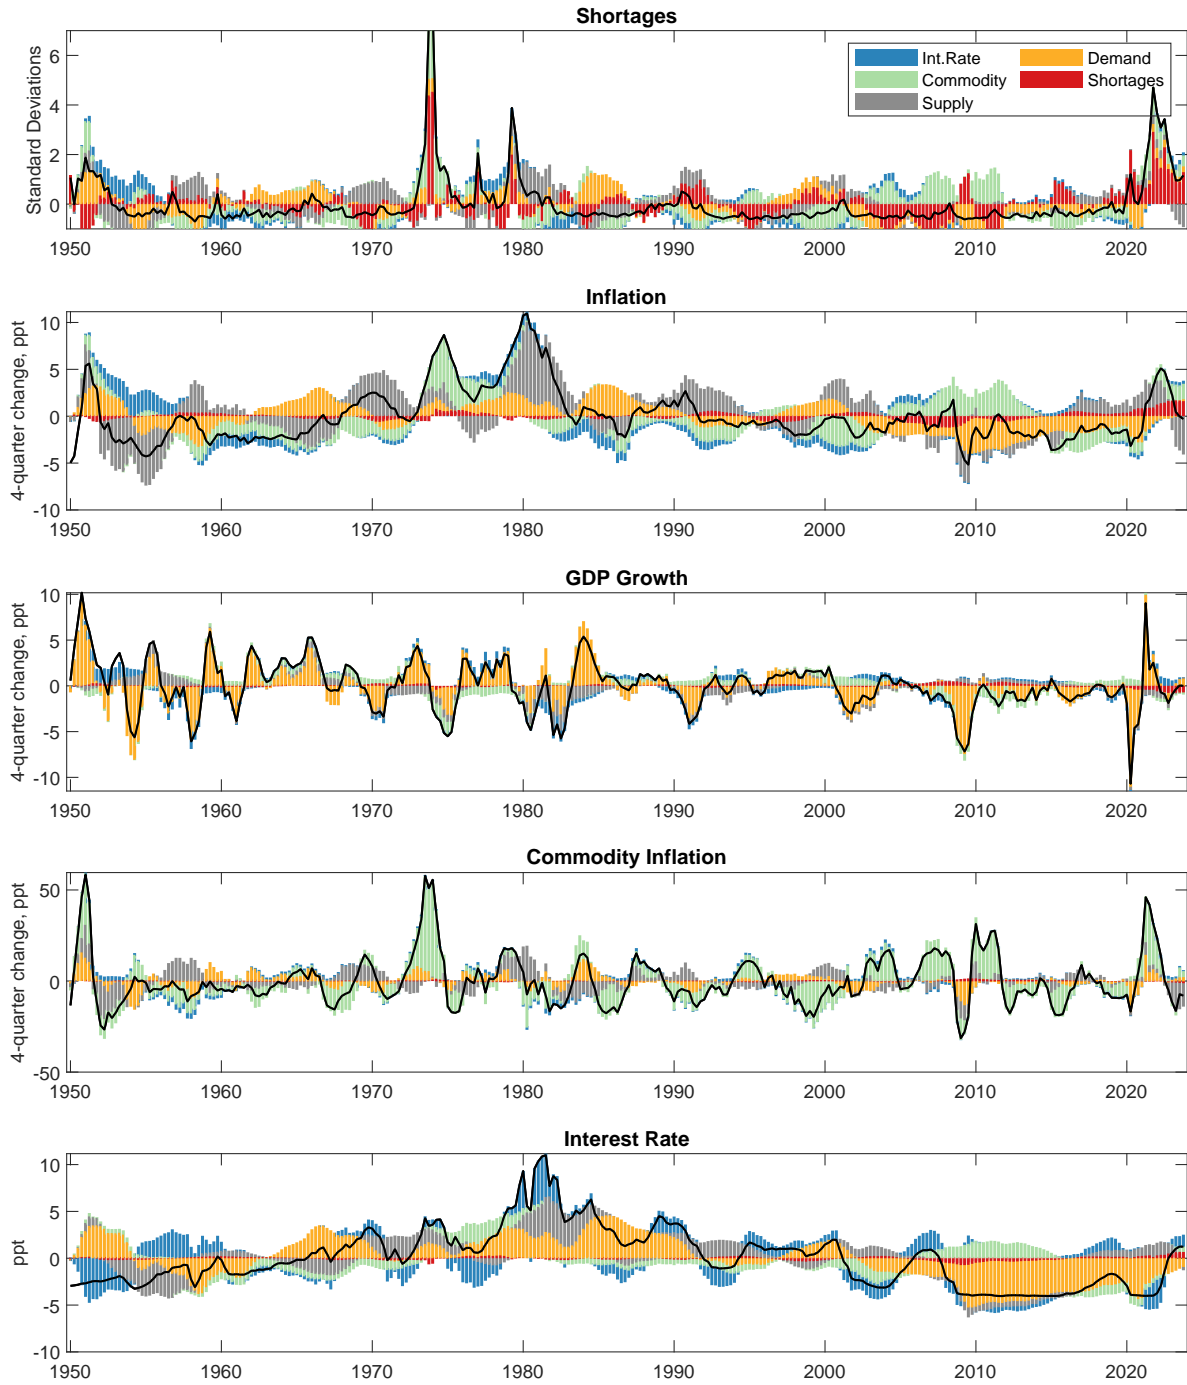 Shortages
Standard Deviations
6
4
2
0
Int.Rate
Commodity
Supply
Demand
Shortages
1950 1960 1970 1980 1990 2000 2010 2020
Inflation
4-quarter change, ppt
10
5
0
-5
-10
1950 1960 1970 1980 1990 2000 2010 2020
GDP Growth
4-quarter change, ppt
10
5
0
-5
-10
1950 1960 1970 1980 1990 2000 2010 2020
Commodity Inflation
4-quarter change, ppt
50
0
-50
1950 1960 1970 1980 1990 2000 2010 2020
Interest Rate
ppt
10
5
0
-5
-10
1950 1960 1970 1980 1990 2000 2010 2020